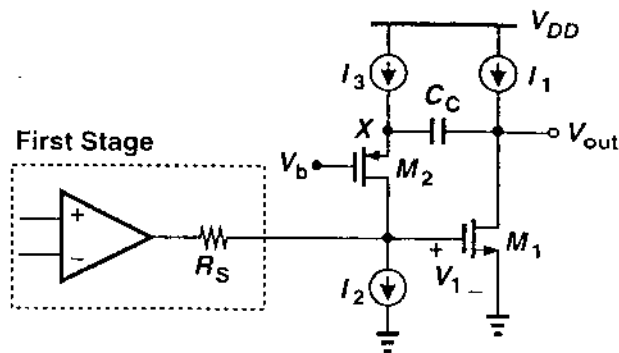 V_DD
I_3
C_C
I_1
X
V_out
First Stage
V_b
M_2
+
−
R_S
+
V_1
−
M_1
I_2